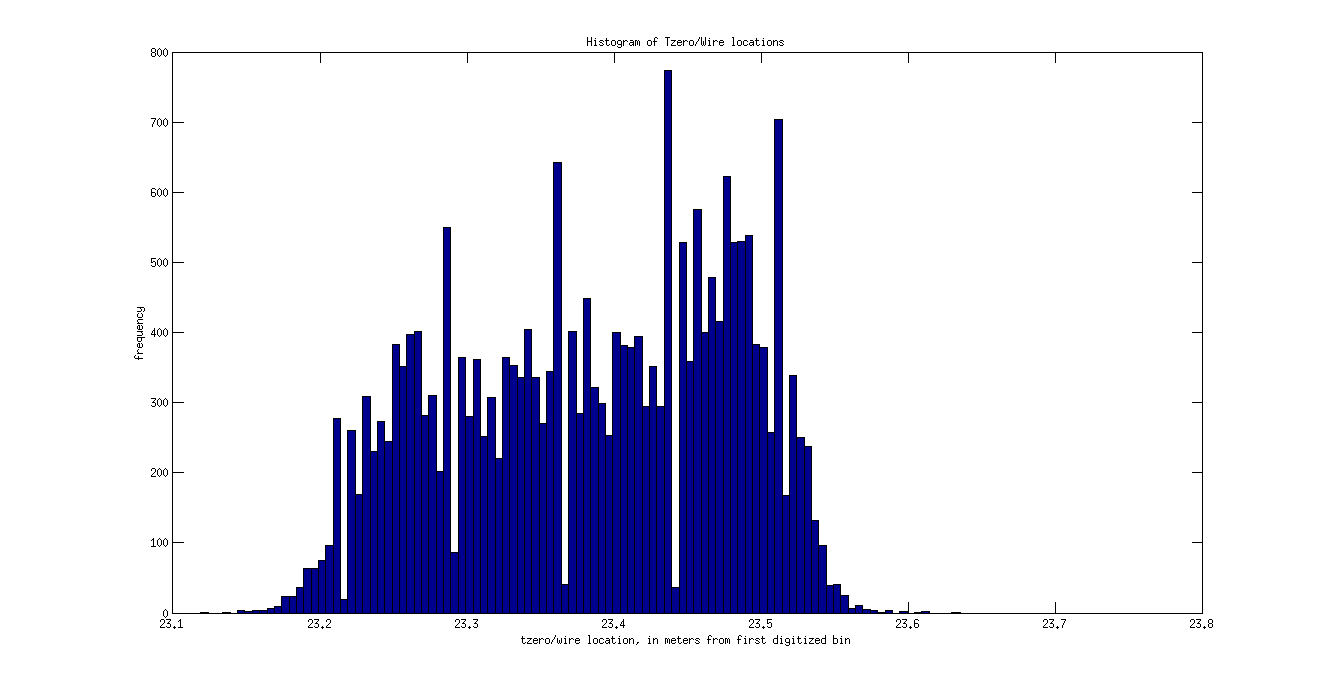 Histogram of Tzero/Wire locations
800
700
600
500
400
300
200
100
0
frequency
23.1 23.2 23.3 23.4 23.5 23.6 23.7 23.8
tzero/wire location, in meters from first digitized bin